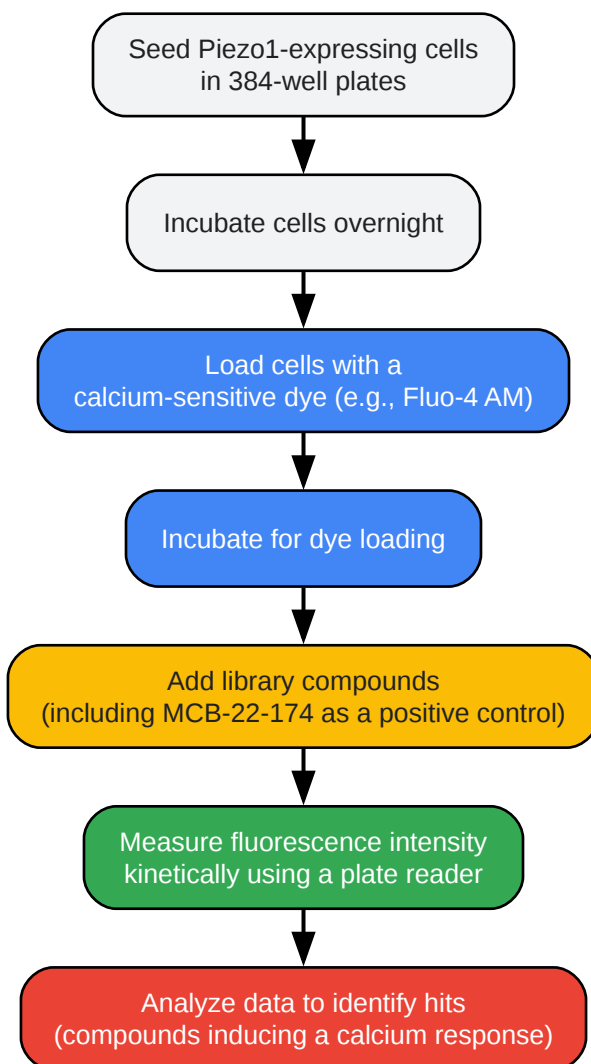 Seed Piezo1-expressing cells
in 384-well plates
Incubate cells overnight
Load cells with a
calcium-sensitive dye (e.g., Fluo-4 AM)
Incubate for dye loading
Add library compounds
(including MCB-22-174 as a positive control)
Measure fluorescence intensity
kinetically using a plate reader
Analyze data to identify hits
(compounds inducing a calcium response)